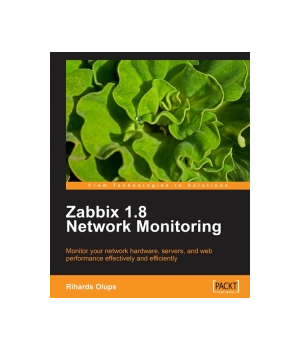 From Technologies to Solutions
Zabbix 1.8
Network Monitoring
Monitor your network hardware, servers, and web
performance effectively and efficiently
Rihards Olups
PACKT
PUBLISHING